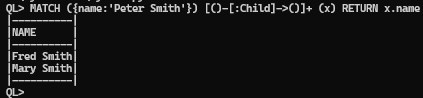 QL> MATCH ({name:'Peter Smith'}) [()-[:Child]->()]+ (x) RETURN x.name
|----------|
|NAME      |
|----------|
|Fred Smith|
|Mary Smith|
|----------|
QL>